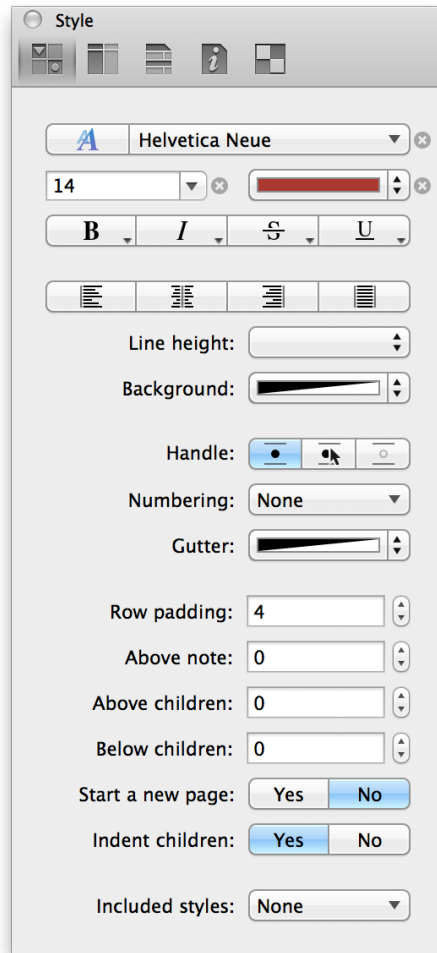 Style
Helvetica Neue
14
B I S U
Line height:
Background:
Handle:
Numbering: None
Gutter:
Row padding: 4
Above note: 0
Above children: 0
Below children: 0
Start a new page: Yes No
Indent children: Yes No
Included styles: None